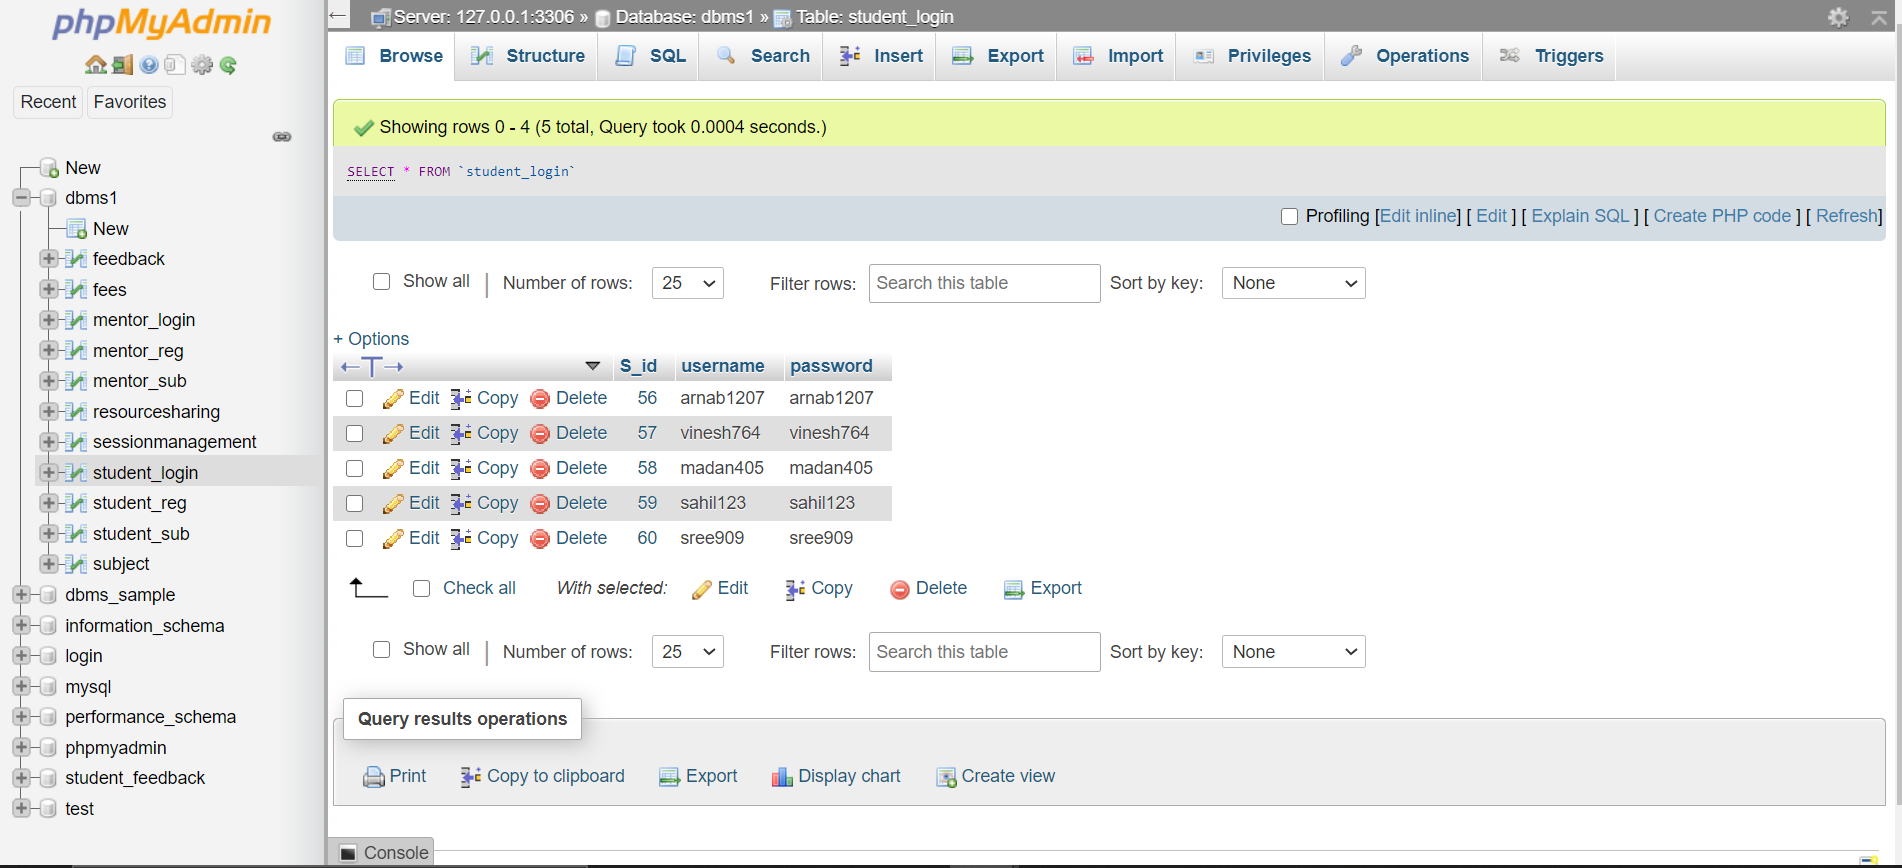 phpMyAdmin
Recent Favorites
New
dbms1
New
feedback
fees
mentor_login
mentor_reg
mentor_sub
resourcesharing
sessionmanagement
student_login
student_reg
student_sub
subject
dbms_sample
information_schema
login
mysql
performance_schema
phpmyadmin
student_feedback
test
Server: 127.0.0.1:3306 » Database: dbms1 » Table: student_login
Browse Structure SQL Search Insert Export Import Privileges Operations Triggers
Showing rows 0 - 4 (5 total, Query took 0.0004 seconds.)
SELECT * FROM `student_login`
Profiling [Edit inline] [ Edit ] [ Explain SQL ] [ Create PHP code ] [ Refresh]
Show all | Number of rows: 25 Filter rows: Search this table Sort by key: None
+ Options
←T→ S_id username password
Edit Copy Delete 56 arnab1207 arnab1207
Edit Copy Delete 57 vinesh764 vinesh764
Edit Copy Delete 58 madan405 madan405
Edit Copy Delete 59 sahil123 sahil123
Edit Copy Delete 60 sree909 sree909
Check all With selected: Edit Copy Delete Export
Show all | Number of rows: 25 Filter rows: Search this table Sort by key: None
Query results operations
Print Copy to clipboard Export Display chart Create view
Console